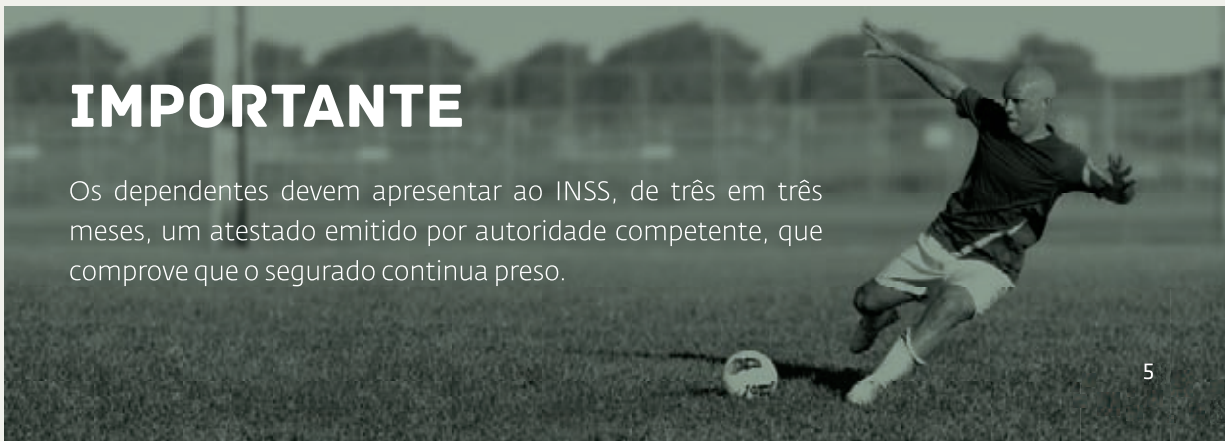 IMPORTANTE
Os dependentes devem apresentar ao INSS, de três em três
meses, um atestado emitido por autoridade competente, que
comprove que o segurado continua preso.
5